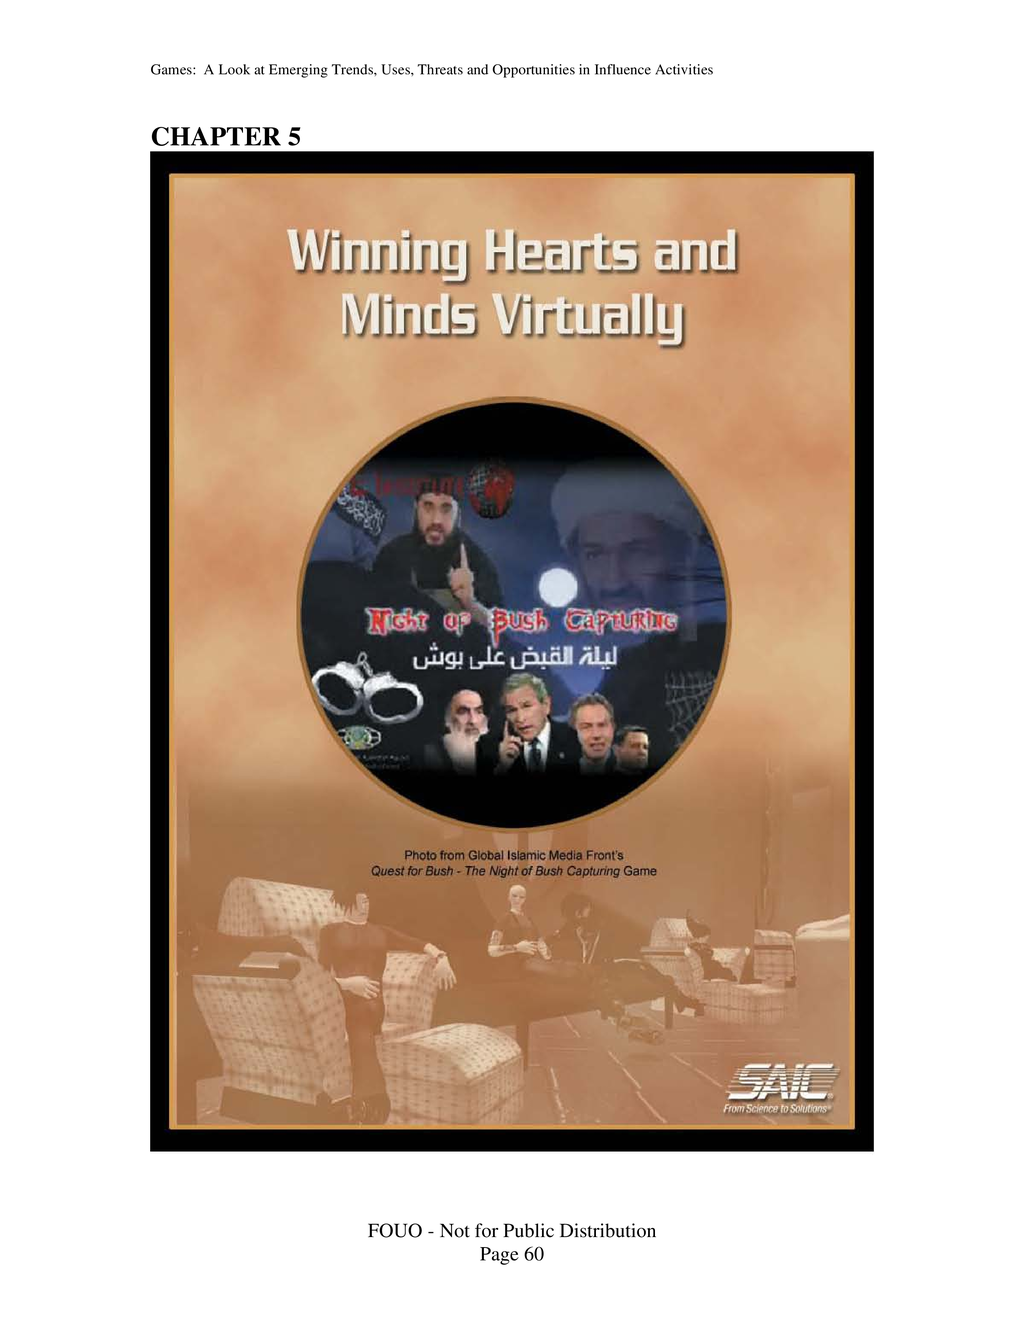 Games: A Look at Emerging Trends, Uses, Threats and Opportunities in Influence Activities
CHAPTER 5
Winning Hearts and
Minds Virtually
Night of Bush Capturing
ليلة القبض على بوش
Photo from Global Islamic Media Front's
Quest for Bush - The Night of Bush Capturing Game
SAIC
From Science to Solutions®
FOUO - Not for Public Distribution
Page 60